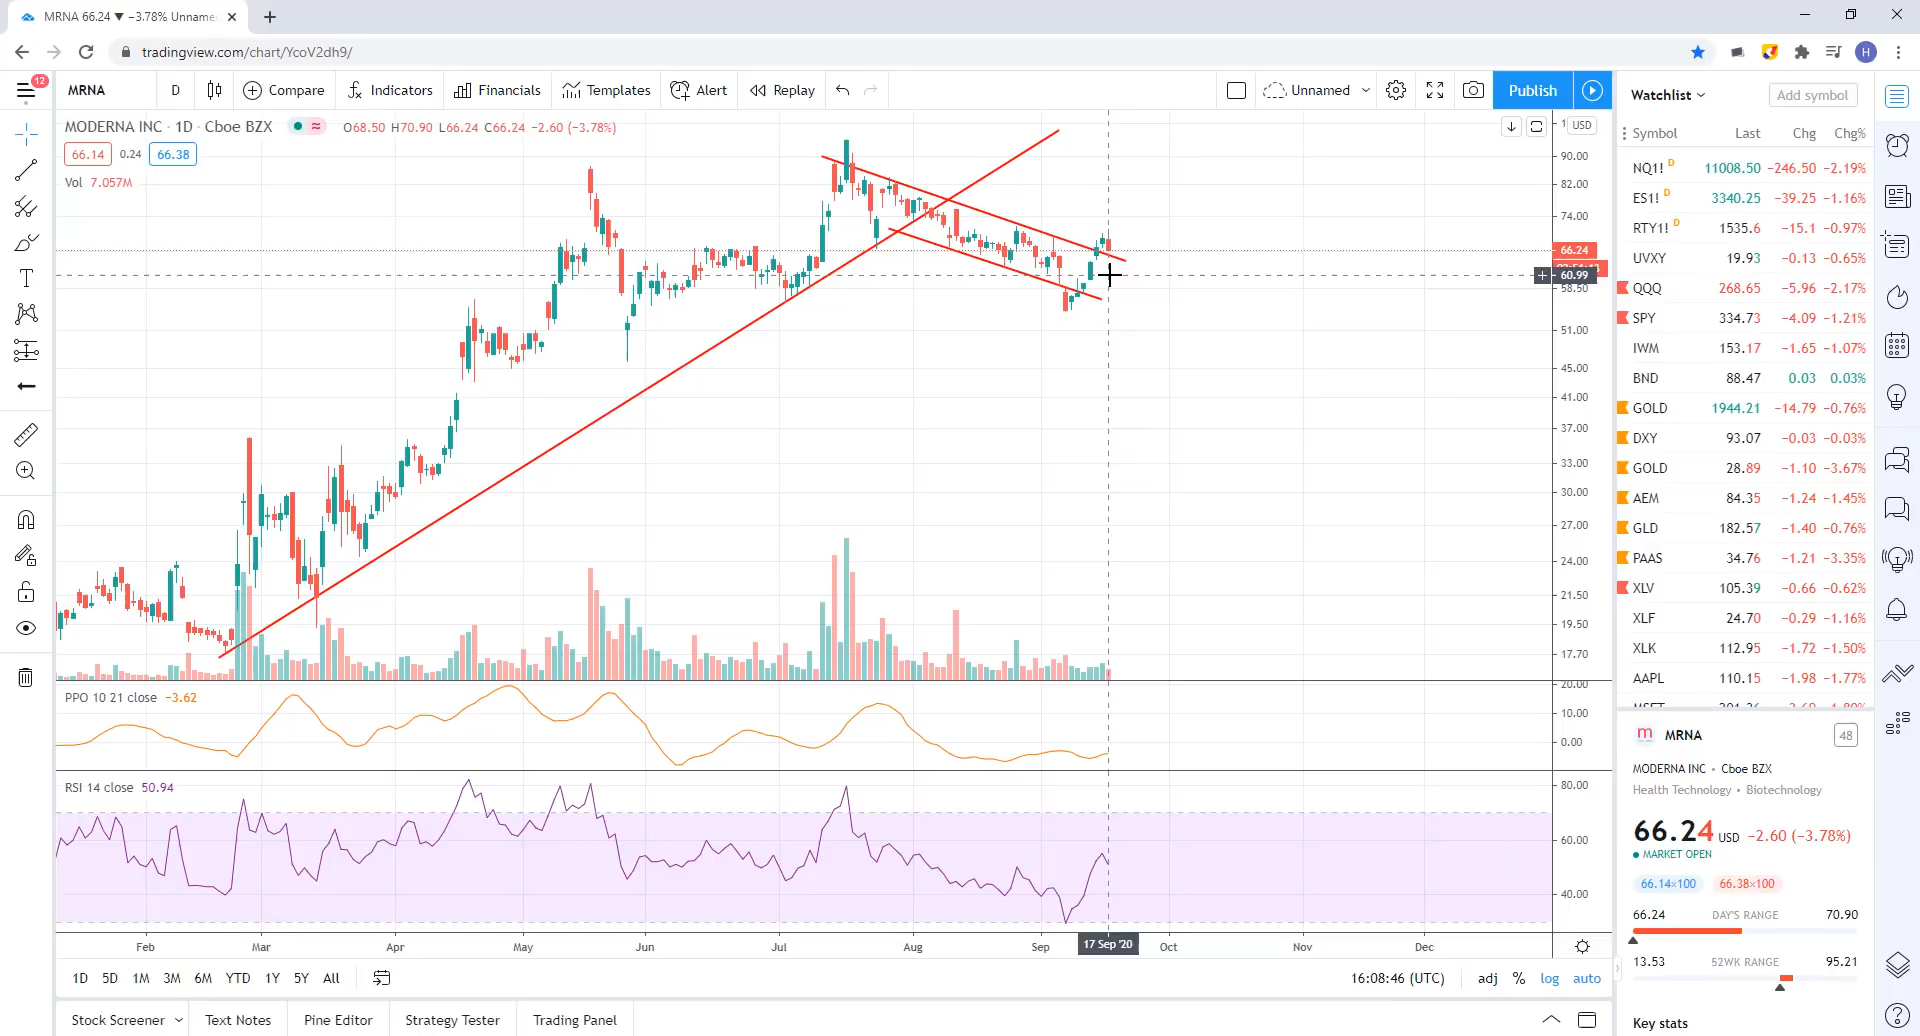 MRNA 66.24 ▼ −3.78% Unname
tradingview.com/chart/YcoV2dh9/
H
12
MRNA
D
Compare
Indicators
Financials
Templates
Alert
Replay
Unnamed
Publish
MODERNA INC · 1D · Cboe BZX
O68.50 H70.90 L66.24 C66.24 −2.60 (−3.78%)
66.14 0.24 66.38
Vol 7.057M
USD
90.00
82.00
74.00
66.24
60.99
58.50
51.00
45.00
41.00
37.00
33.00
30.00
27.00
24.00
21.50
19.50
17.70
PPO 10 21 close −3.62
20.00
10.00
0.00
RSI 14 close 50.94
80.00
60.00
40.00
Feb Mar Apr May Jun Jul Aug Sep 17 Sep '20 Oct Nov Dec
1D 5D 1M 3M 6M YTD 1Y 5Y All
16:08:46 (UTC) adj % log auto
Stock Screener Text Notes Pine Editor Strategy Tester Trading Panel
Watchlist
Add symbol
Symbol Last Chg Chg%
NQ1! D 11008.50 −246.50 −2.19%
ES1! D 3340.25 −39.25 −1.16%
RTY1! D 1535.6 −15.1 −0.97%
UVXY 19.93 −0.13 −0.65%
QQQ 268.65 −5.96 −2.17%
SPY 334.73 −4.09 −1.21%
IWM 153.17 −1.65 −1.07%
BND 88.47 0.03 0.03%
GOLD 1944.21 −14.79 −0.76%
DXY 93.07 −0.03 −0.03%
GOLD 28.89 −1.10 −3.67%
AEM 84.35 −1.24 −1.45%
GLD 182.57 −1.40 −0.76%
PAAS 34.76 −1.21 −3.35%
XLV 105.39 −0.66 −0.62%
XLF 24.70 −0.29 −1.16%
XLK 112.95 −1.72 −1.50%
AAPL 110.15 −1.98 −1.77%
m MRNA 48
MODERNA INC • Cboe BZX
Health Technology • Biotechnology
66.24 USD −2.60 (−3.78%)
MARKET OPEN
66.14×100 66.38×100
66.24 DAY'S RANGE 70.90
13.53 52WK RANGE 95.21
Key stats